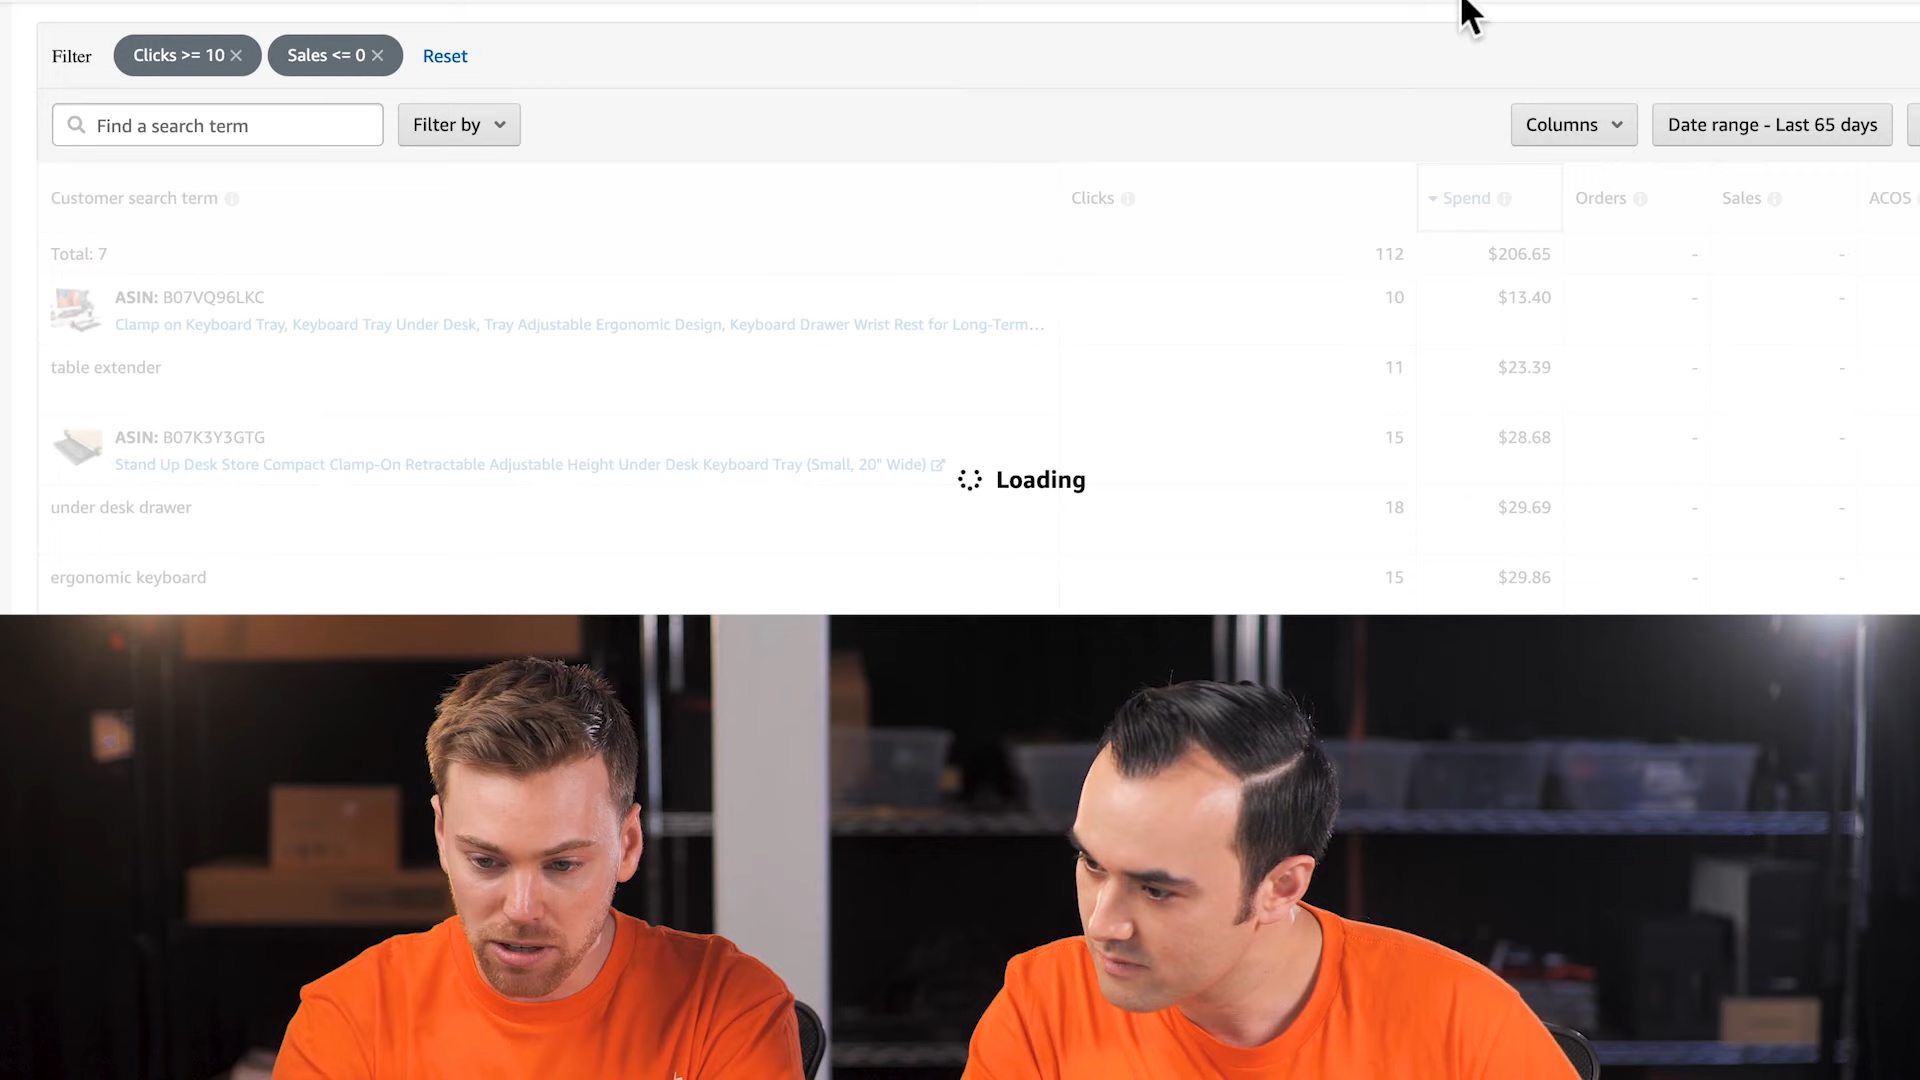 Filter Clicks >= 10 Sales <= 0 Reset
Find a search term Filter by Columns Date range - Last 65 days
Customer search term Clicks Spend Orders Sales ACOS
Total: 7 112 $206.65 - -
ASIN: B07VQ96LKC 10 $13.40 - -
Clamp on Keyboard Tray, Keyboard Tray Under Desk, Tray Adjustable Ergonomic Design, Keyboard Drawer Wrist Rest for Long-Term...
table extender 11 $23.39 - -
ASIN: B07K3Y3GTG 15 $28.68 - -
Stand Up Desk Store Compact Clamp-On Retractable Adjustable Height Under Desk Keyboard Tray (Small, 20" Wide)
Loading
under desk drawer 18 $29.69 - -
ergonomic keyboard 15 $29.86 - -